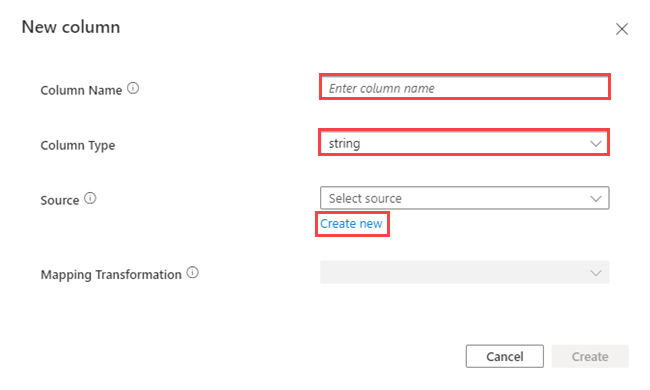 New column
Column Name
Enter column name
Column Type
string
Source
Select source
Create new
Mapping Transformation
Cancel
Create